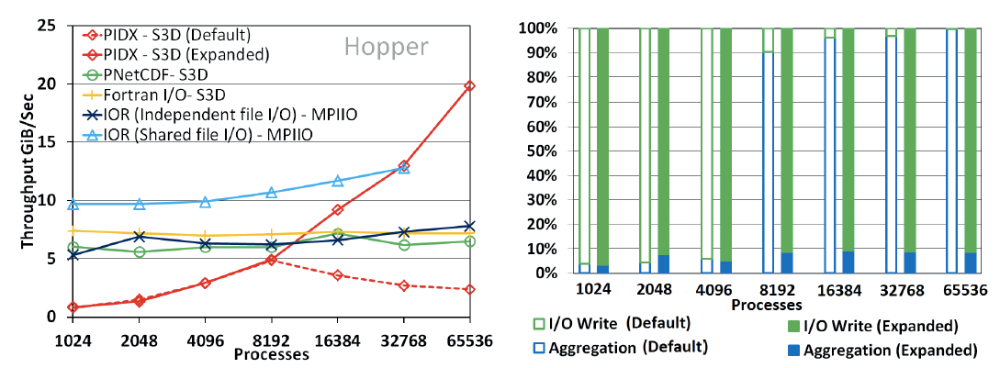 25
20
15
10
5
0
Throughput GiB/Sec
Hopper
PIDX - S3D (Default)
PIDX - S3D (Expanded)
PNetCDF- S3D
Fortran I/O- S3D
IOR (Independent file I/O) - MPIIO
IOR (Shared file I/O) - MPIIO
1024 2048 4096 8192 16384 32768 65536
Processes
100%
90%
80%
70%
60%
50%
40%
30%
20%
10%
0%
1024 2048 4096 8192 16384 32768 65536
Processes
I/O Write (Default)
I/O Write (Expanded)
Aggregation (Default)
Aggregation (Expanded)